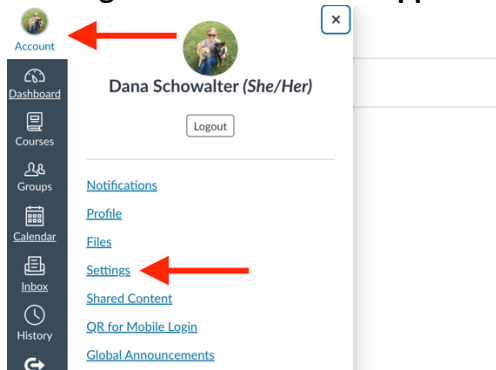 Account
Dashboard
Courses
Groups
Calendar
Inbox
History
×
Dana Schowalter (She/Her)
Logout
Notifications
Profile
Files
Settings
Shared Content
QR for Mobile Login
Global Announcements